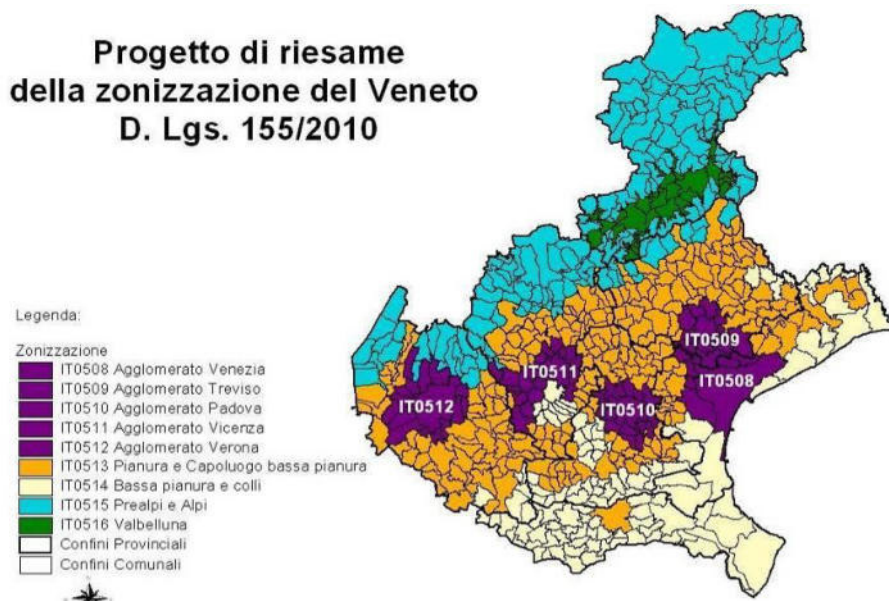 Progetto di riesame
della zonizzazione del Veneto
D. Lgs. 155/2010
Legenda:
Zonizzazione
IT0508 Agglomerato Venezia
IT0509 Agglomerato Treviso
IT0510 Agglomerato Padova
IT0511 Agglomerato Vicenza
IT0512 Agglomerato Verona
IT0513 Pianura e Capoluogo bassa pianura
IT0514 Bassa pianura e colli
IT0515 Prealpi e Alpi
IT0516 Valbelluna
Confini Provinciali
Confini Comunali
IT0509
IT0511
IT0508
IT0512
IT0510